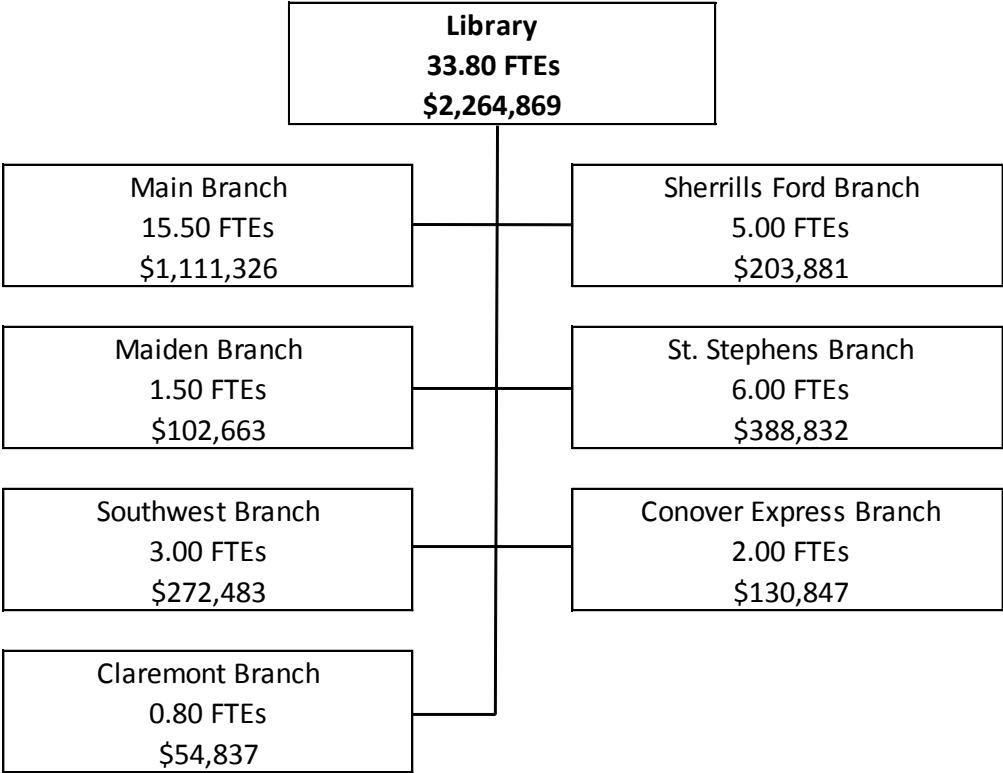 Library
33.80 FTEs
$2,264,869
Main Branch
15.50 FTEs
$1,111,326
Sherrills Ford Branch
5.00 FTEs
$203,881
Maiden Branch
1.50 FTEs
$102,663
St. Stephens Branch
6.00 FTEs
$388,832
Southwest Branch
3.00 FTEs
$272,483
Conover Express Branch
2.00 FTEs
$130,847
Claremont Branch
0.80 FTEs
$54,837